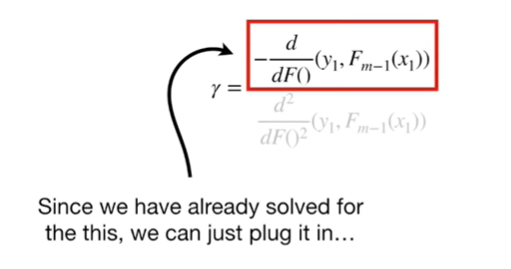 d
−—(y₁, Fₘ₋₁(x₁))
dF()
γ =
d²
—(y₁, Fₘ₋₁(x₁))
dF()²
Since we have already solved for
the this, we can just plug it in…